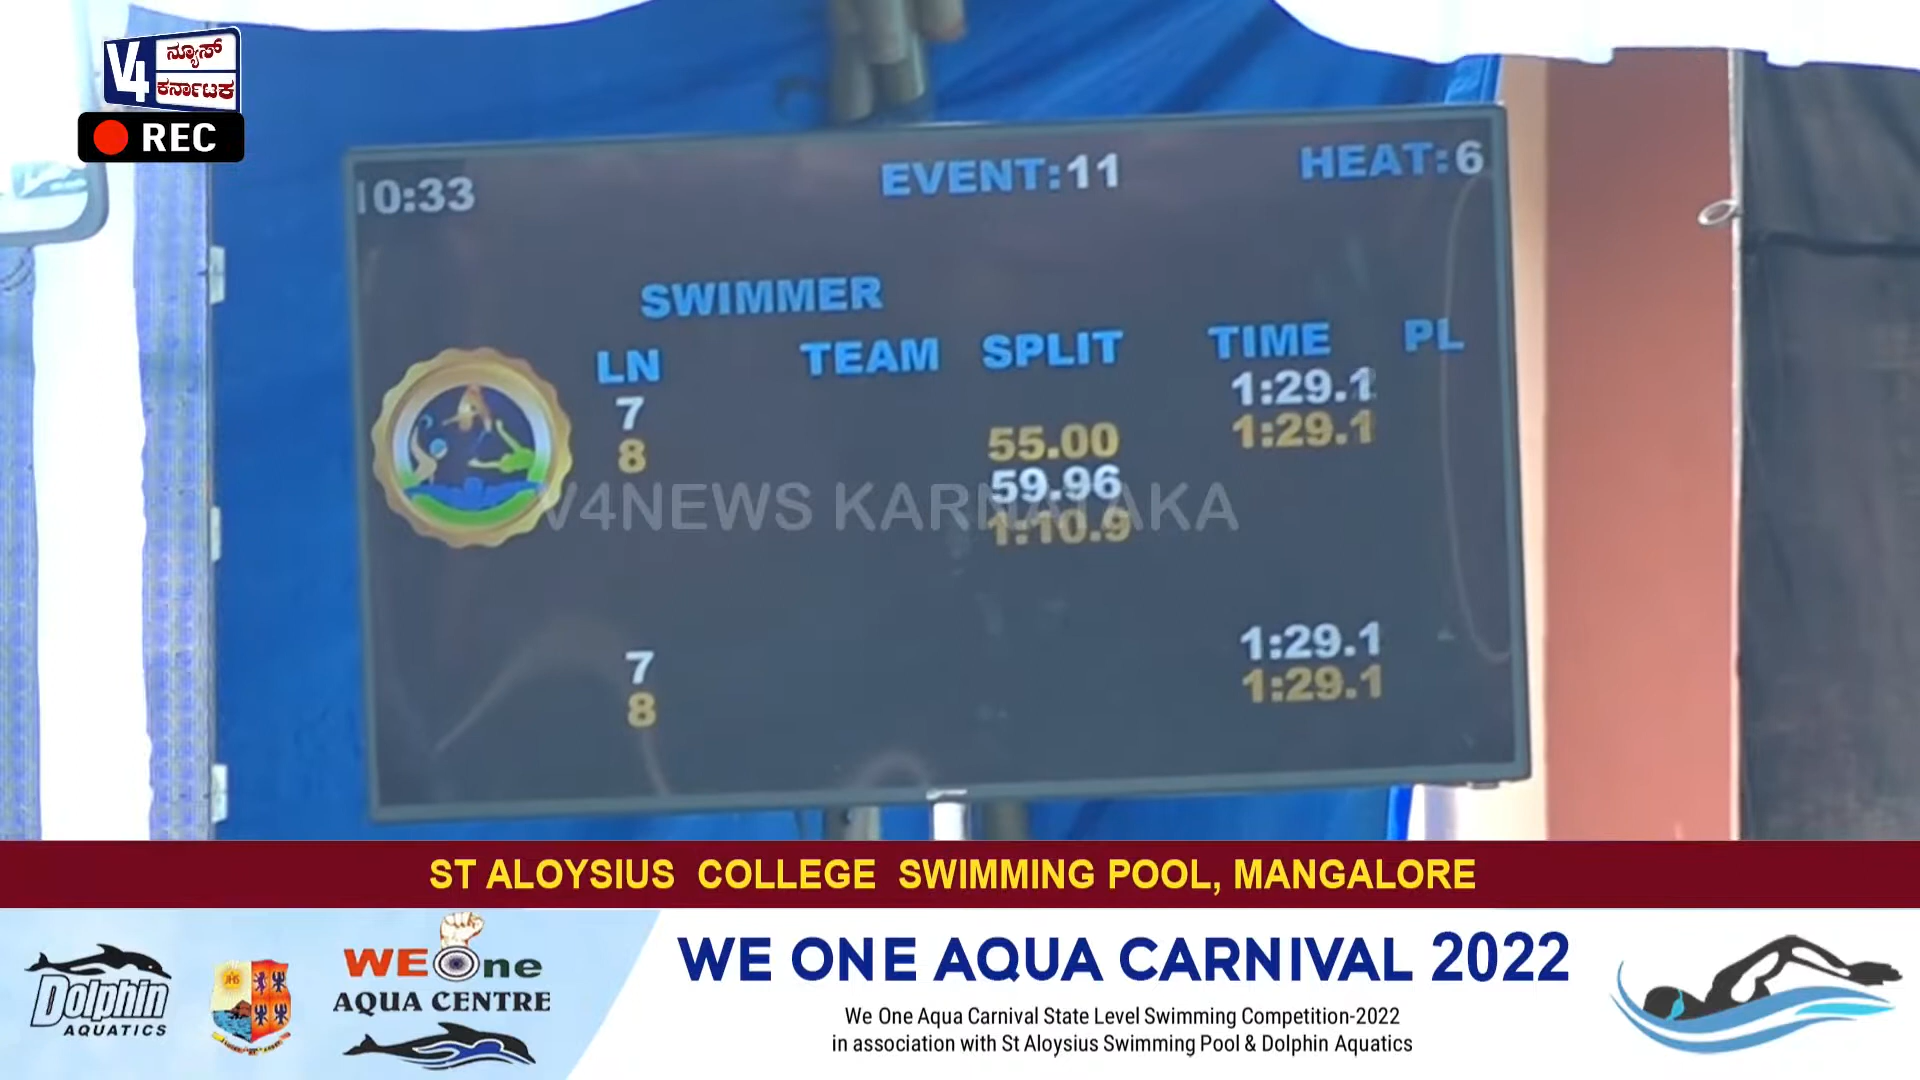 V4
ನ್ಯೂಸ್
ಕರ್ನಾಟಕ
REC
10:33
EVENT:11
HEAT:6
SWIMMER
LN TEAM SPLIT TIME PL
7 1:29.1
8 55.00 1:29.1
59.96
1:10.9
V4NEWS KARNATAKA
7 1:29.1
8 1:29.1
ST ALOYSIUS COLLEGE SWIMMING POOL, MANGALORE
Dolphin
AQUATICS
WEOne
AQUA CENTRE
WE ONE AQUA CARNIVAL 2022
We One Aqua Carnival State Level Swimming Competition-2022
in association with St Aloysius Swimming Pool & Dolphin Aquatics